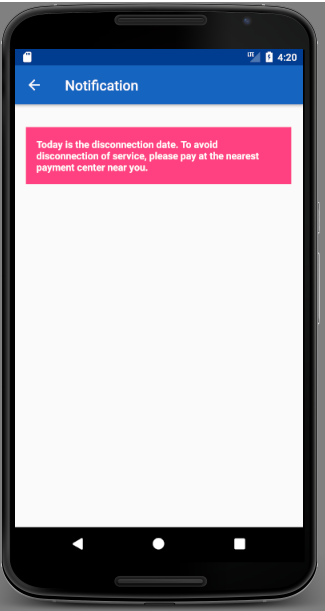 4:20
Notification
Today is the disconnection date. To avoid
disconnection of service, please pay at the nearest
payment center near you.